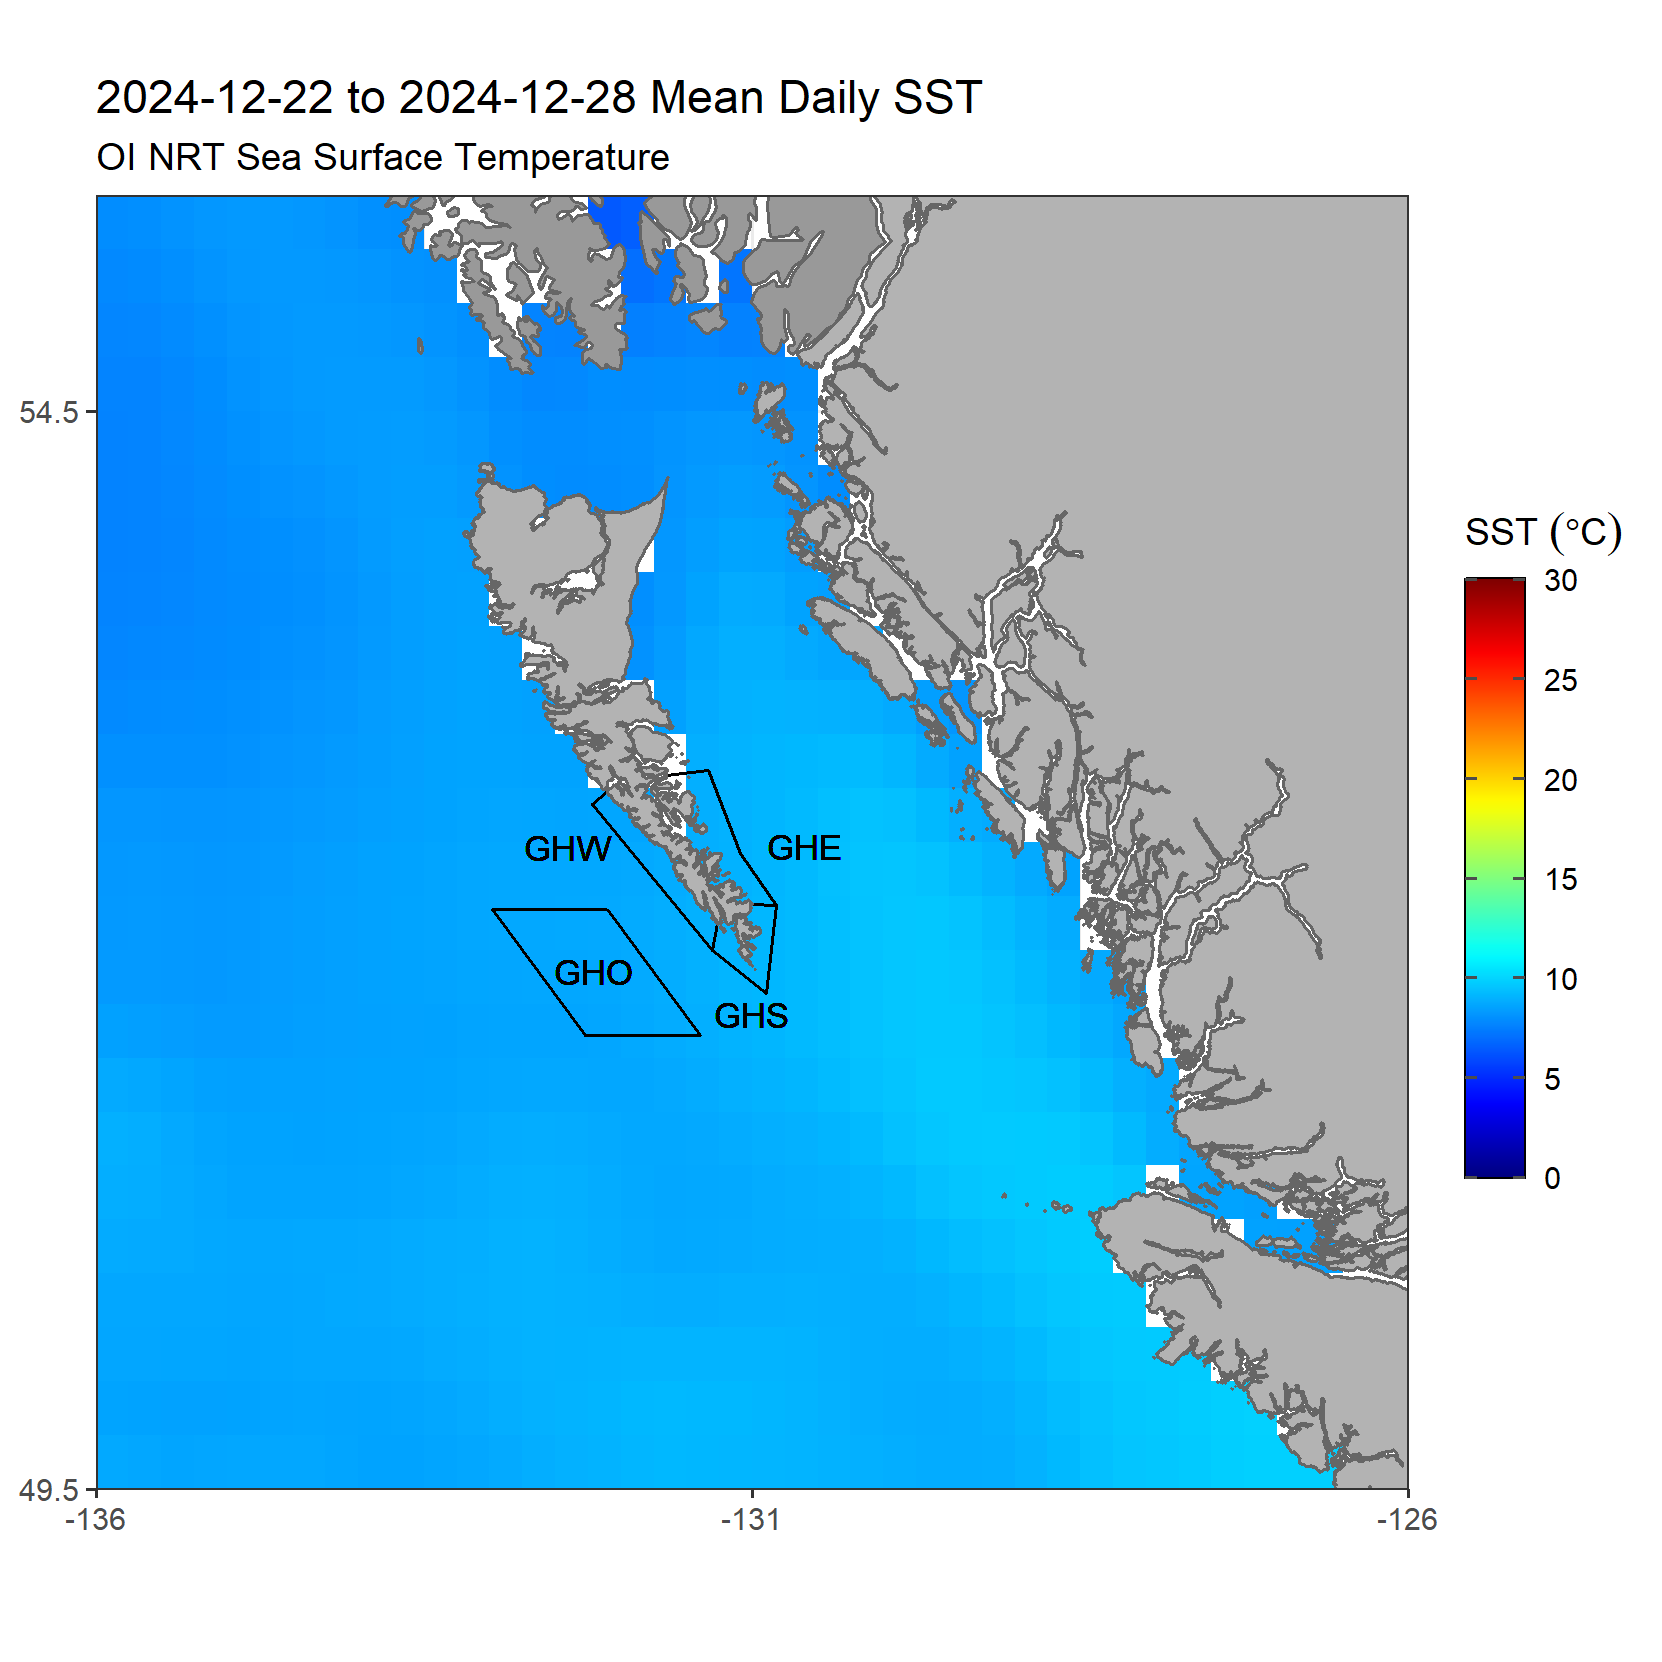 2024-12-22 to 2024-12-28 Mean Daily SST
OI NRT Sea Surface Temperature
54.5
49.5
-136
-131
-126
GHW
GHE
GHO
GHS
SST (°C)
30
25
20
15
10
5
0